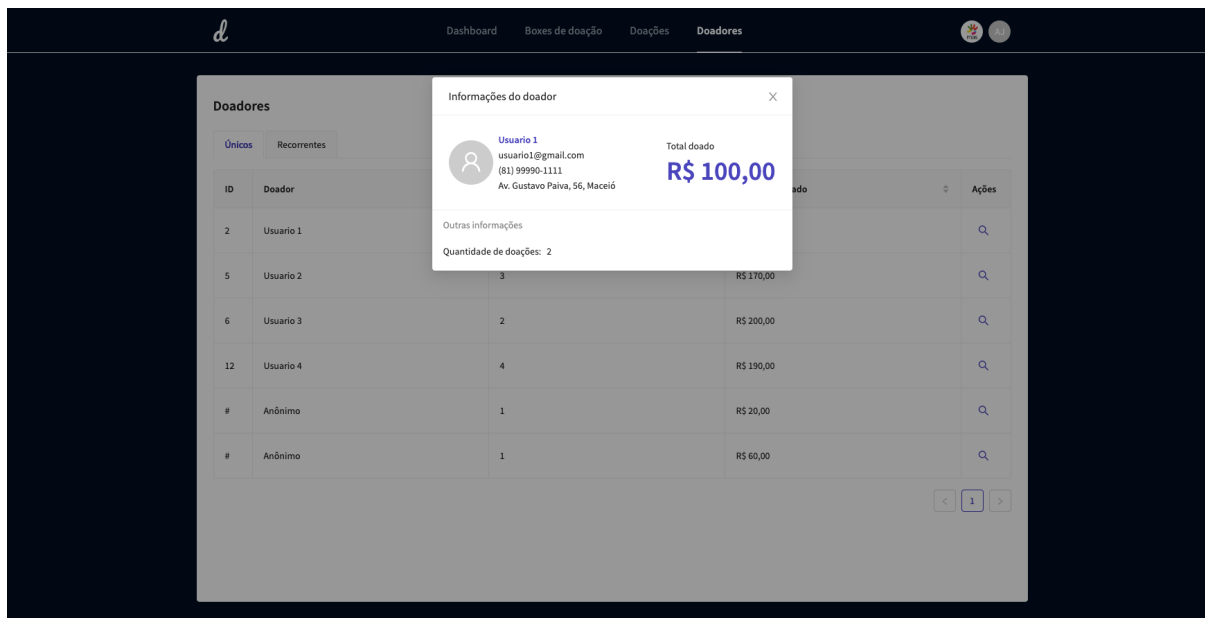 d
Dashboard Boxes de doação Doações Doadores AJ
Informações do doador X
Doadores
Usuario 1
usuario1@gmail.com
(81) 99990-1111
Av. Gustavo Paiva, 56, Maceió
Total doado
R$ 100,00
Outras informações
Quantidade de doações: 2
Únicos Recorrentes
ID Doador ado Ações
2 Usuario 1
5 Usuario 2 3 R$ 170,00
6 Usuario 3 2 R$ 200,00
12 Usuario 4 4 R$ 190,00
# Anônimo 1 R$ 20,00
# Anônimo 1 R$ 60,00
< 1 >